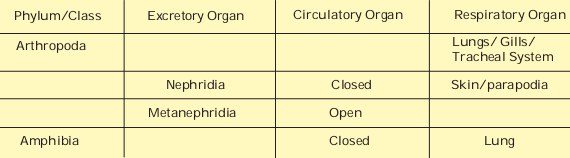 Phylum/Class Excretory Organ Circulatory Organ Respiratory Organ
Arthropoda Lungs/ Gills/
Tracheal System
Nephridia Closed Skin/parapodia
Metanephridia Open
Amphibia Closed Lung